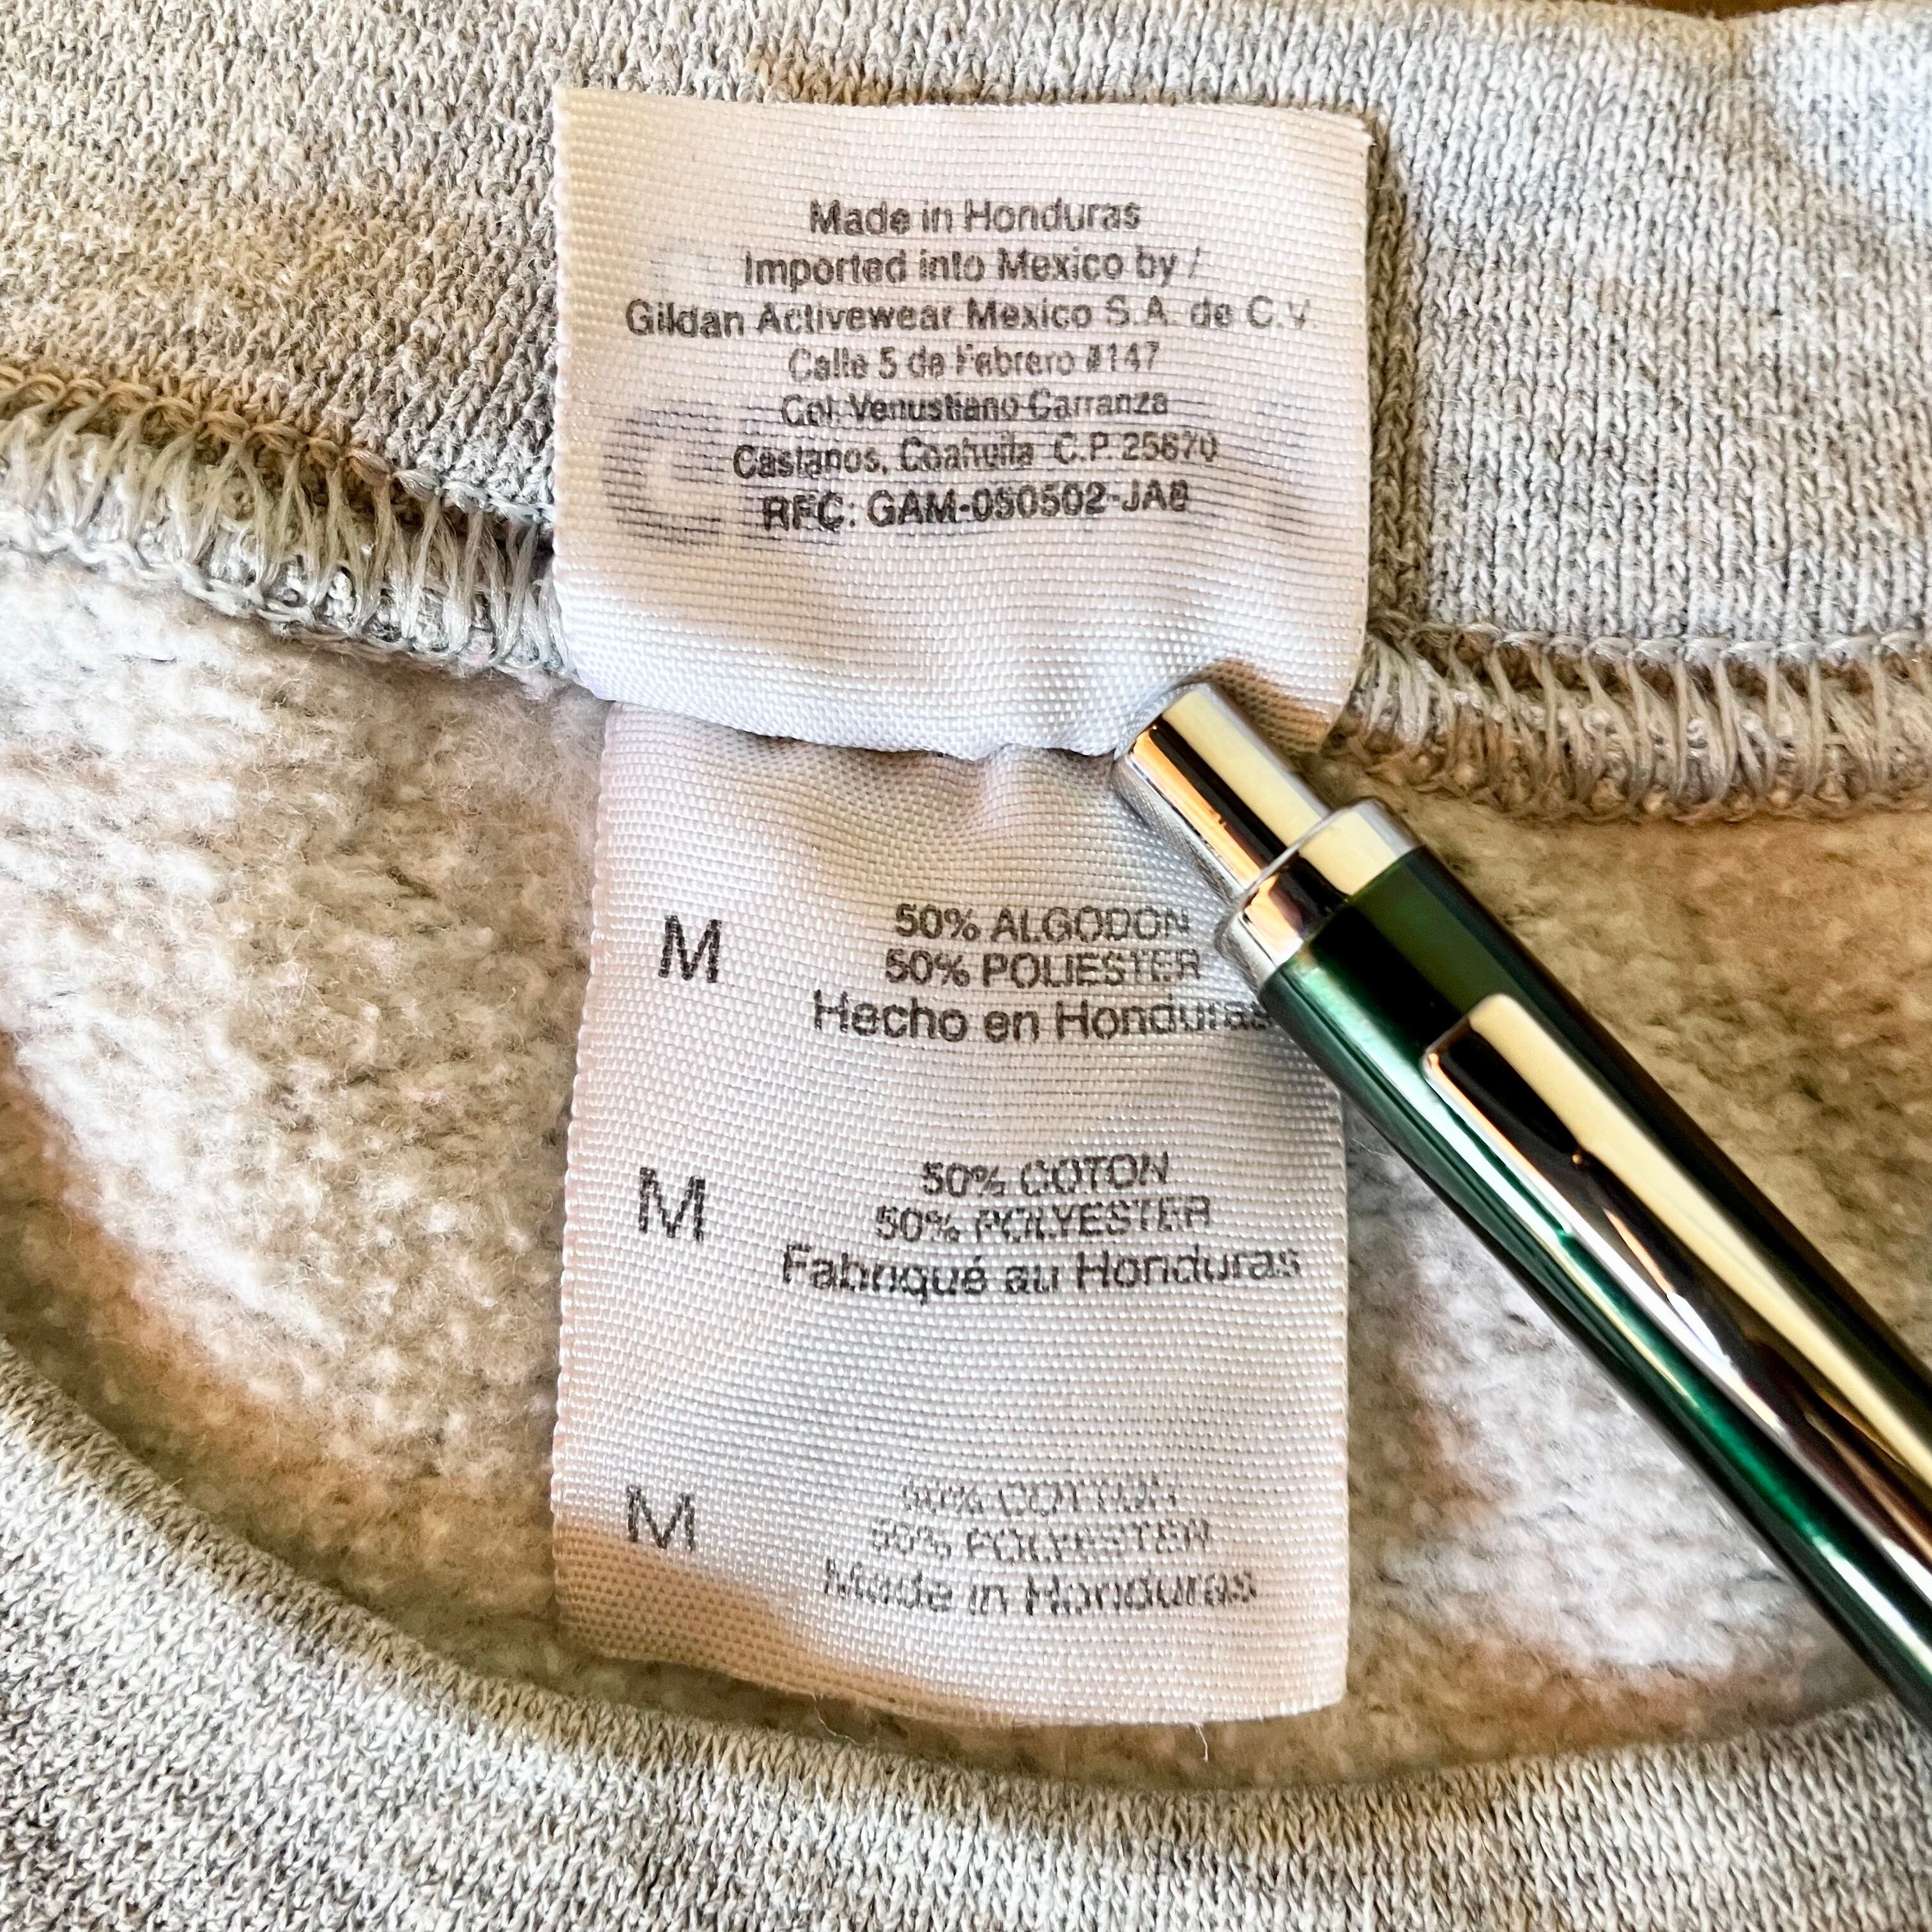 Made in Honduras
Imported into Mexico by /
Gildan Activewear Mexico S.A. de C.V.
Calle 5 de Febrero #147
Col. Venustiano Carranza
Castanos, Coahuila C.P. 25870
RFC: GAM-050502-JA8
M
50% ALGODON
50% POLIESTER
Hecho en Honduras
M
50% COTON
50% POLYESTER
Fabriqué au Honduras
M
50% COTTON
50% POLYESTER
Made in Honduras